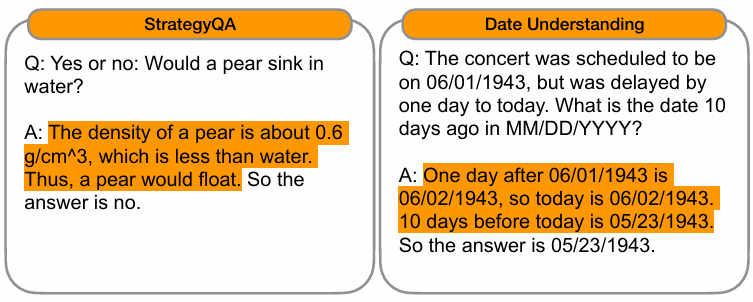 StrategyQA
Q: Yes or no: Would a pear sink in
water?
A: The density of a pear is about 0.6
g/cm^3, which is less than water.
Thus, a pear would float. So the
answer is no.
Date Understanding
Q: The concert was scheduled to be
on 06/01/1943, but was delayed by
one day to today. What is the date 10
days ago in MM/DD/YYYY?
A: One day after 06/01/1943 is
06/02/1943, so today is 06/02/1943.
10 days before today is 05/23/1943.
So the answer is 05/23/1943.